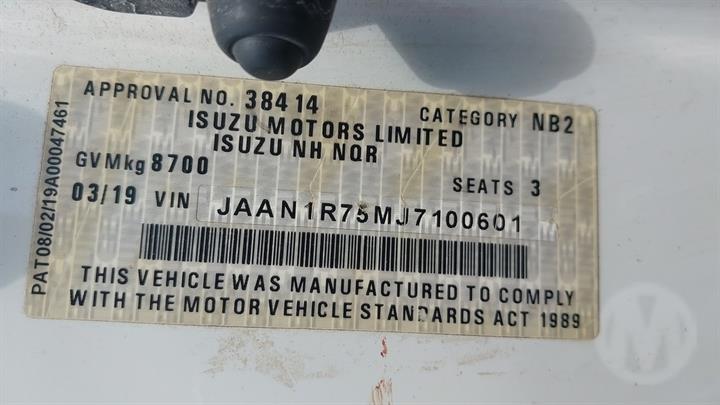 APPROVAL NO. 38414 CATEGORY NB2
ISUZU MOTORS LIMITED
ISUZU NH NQR
GVMkg 8700 SEATS 3
03/19 VIN JAAN1R75MJ7100601
THIS VEHICLE WAS MANUFACTURED TO COMPLY
WITH THE MOTOR VEHICLE STANDARDS ACT 1989
PAT08/02/19A00047461
M